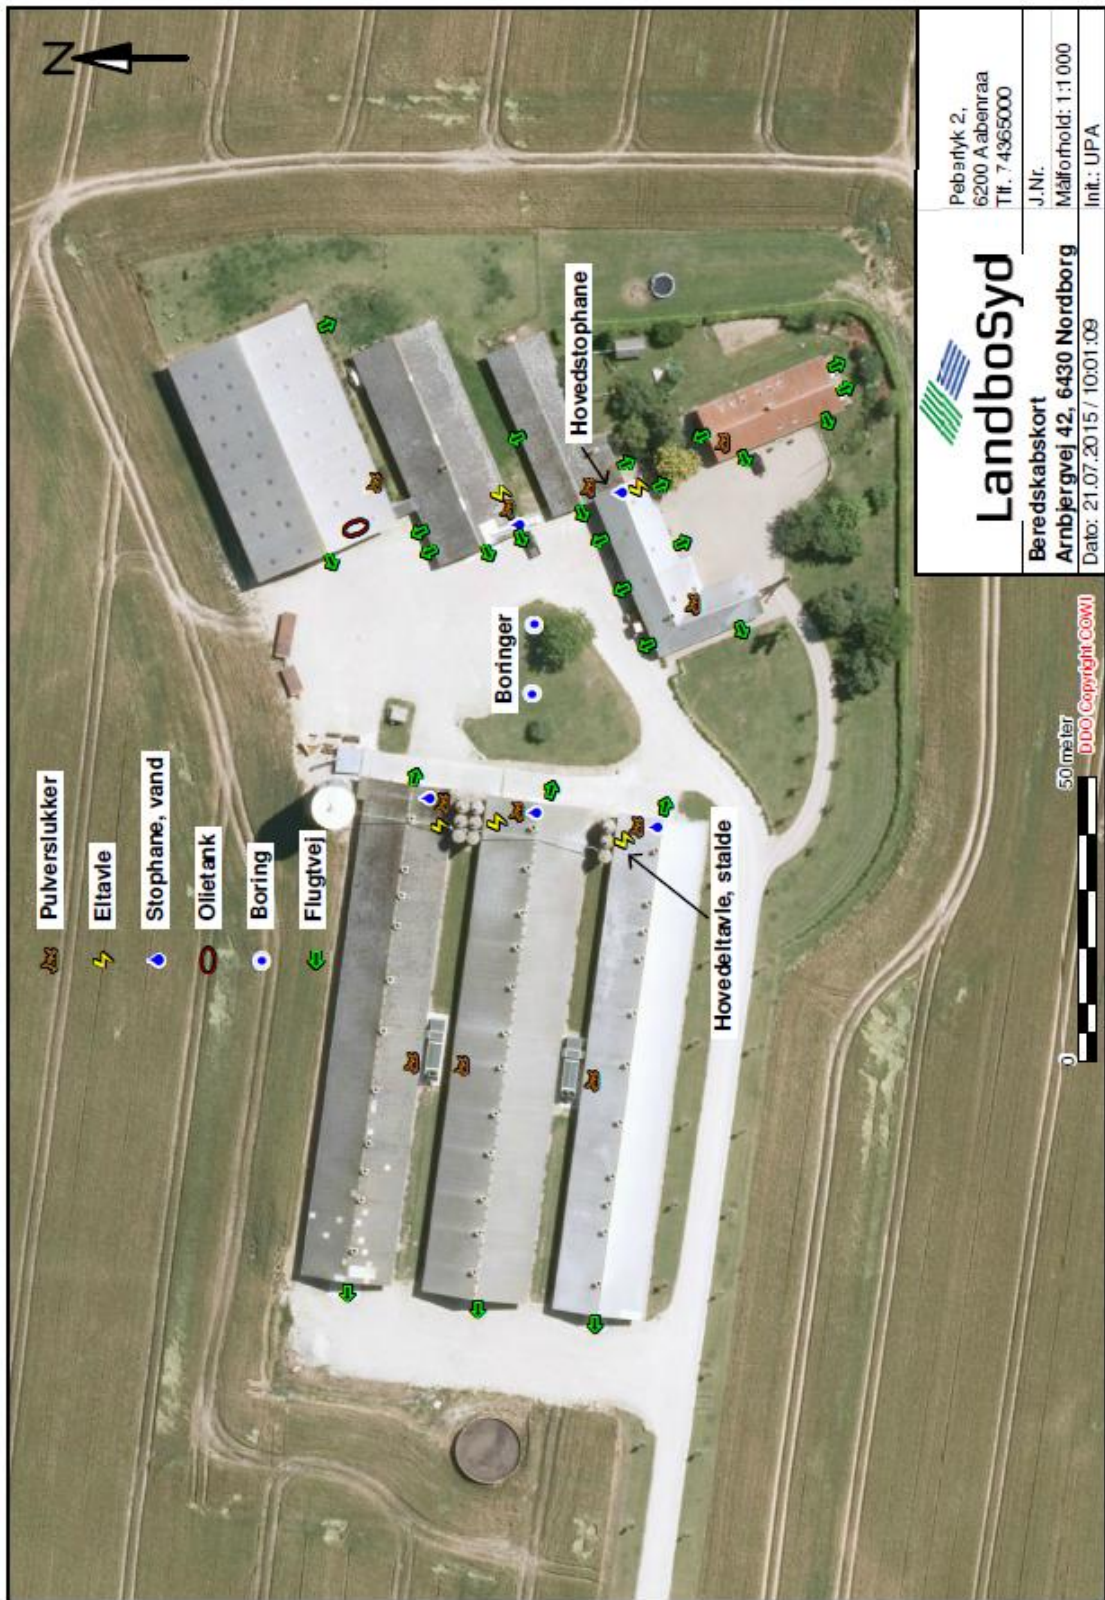 N
Pulverslukker
Eltavle
Stophane, vand
Olietank
Boring
Flugtvej
Boringer
Hovedstophane
Hovedeltavle, stalde
0
50 meter
DDO Copyright COWI
LandboSyd
Peberlyk 2,
6200 Aabenraa
Tlf. 74365000
Beredskabskort
J.Nr.
Arnbjergvej 42, 6430 Nordborg
Målforhold: 1:1000
Dato: 21.07.2015 / 10:01:09
Init.: UPA